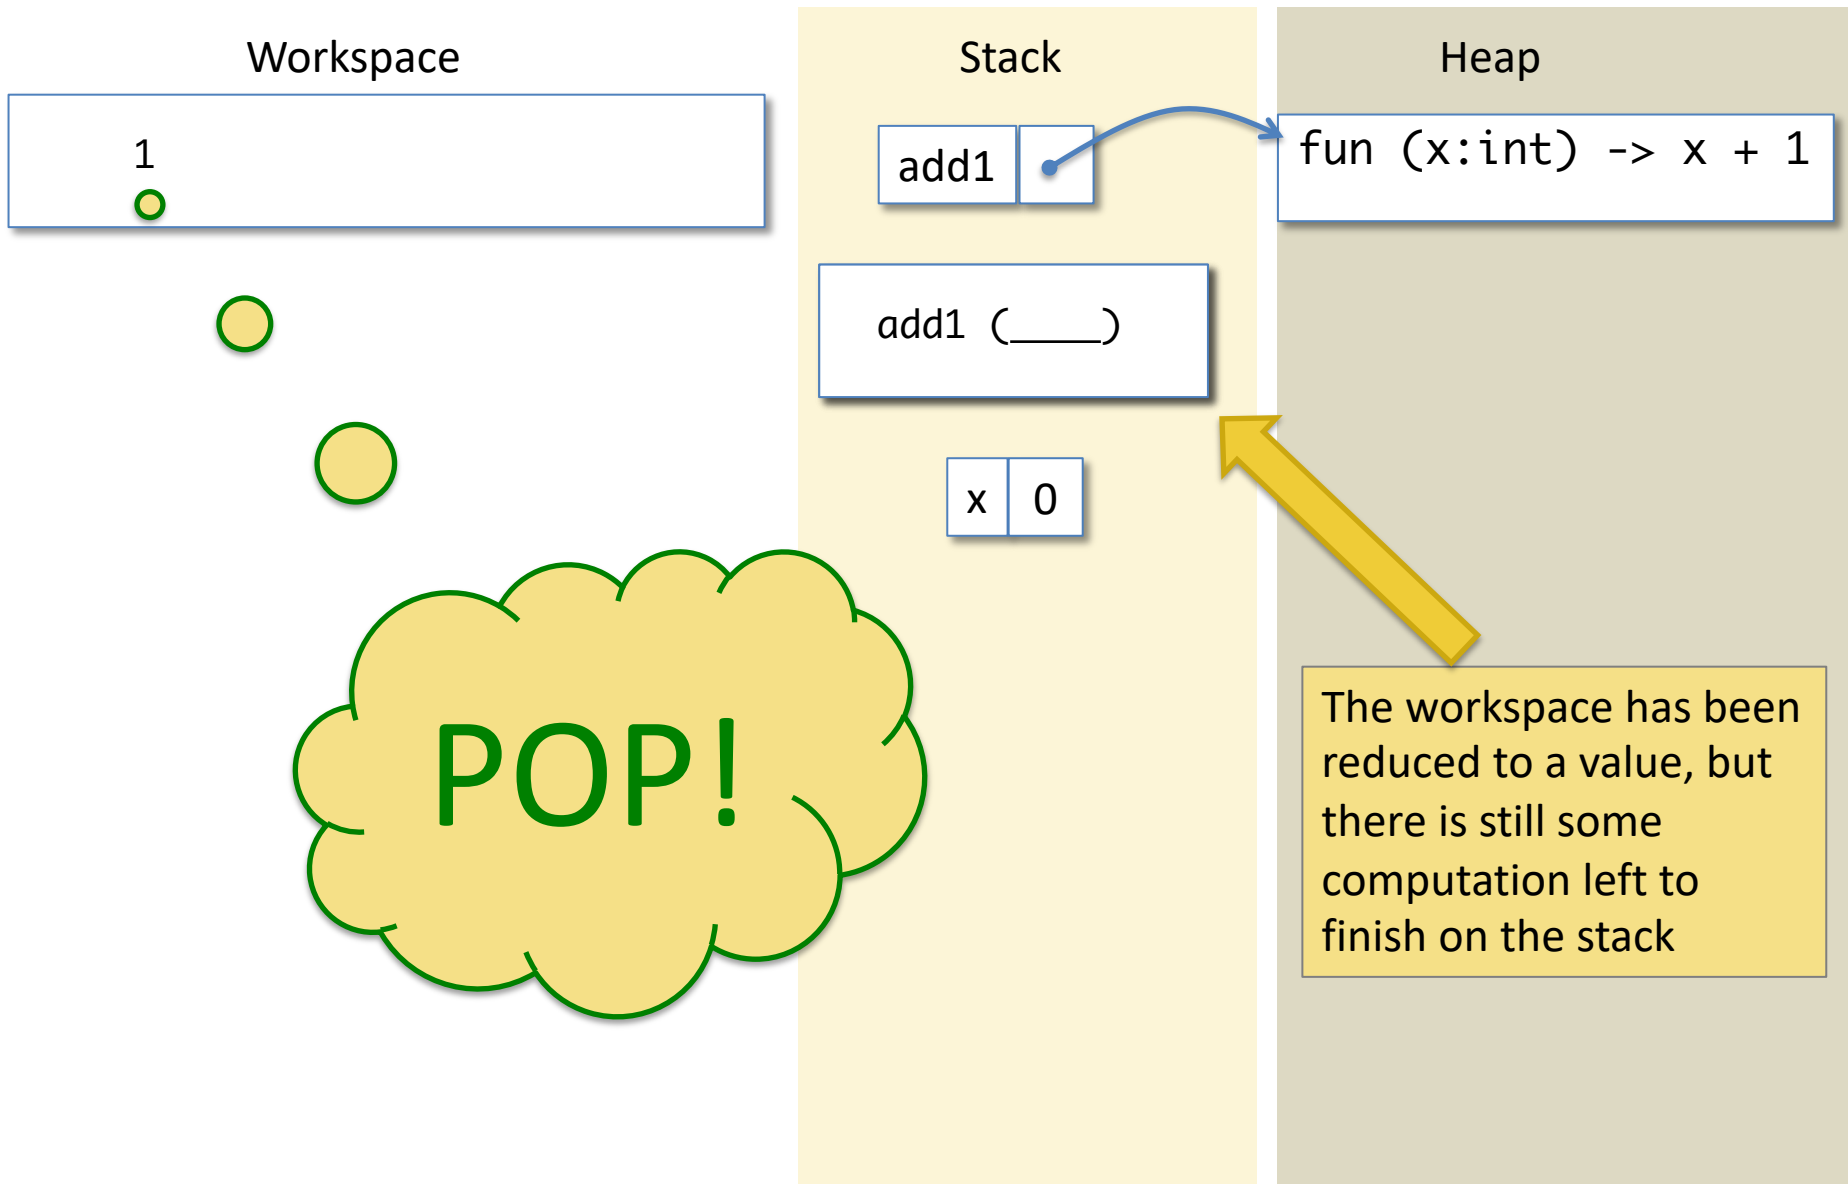 Workspace
Stack
Heap
1
add1
fun (x:int) -> x + 1
add1 (____)
x 0
POP!
The workspace has been
reduced to a value, but
there is still some
computation left to
finish on the stack